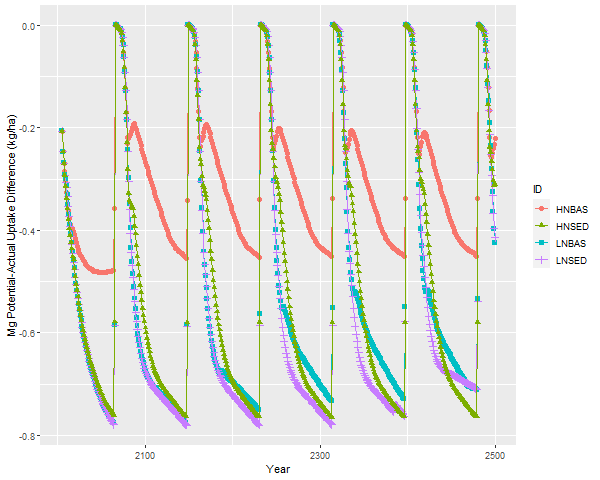 0.0
-0.2
-0.4
-0.6
-0.8
Mg Potential-Actual Uptake Difference (kg/ha)
2100
2300
2500
Year
ID
HNBAS
HNSED
LNBAS
LNSED